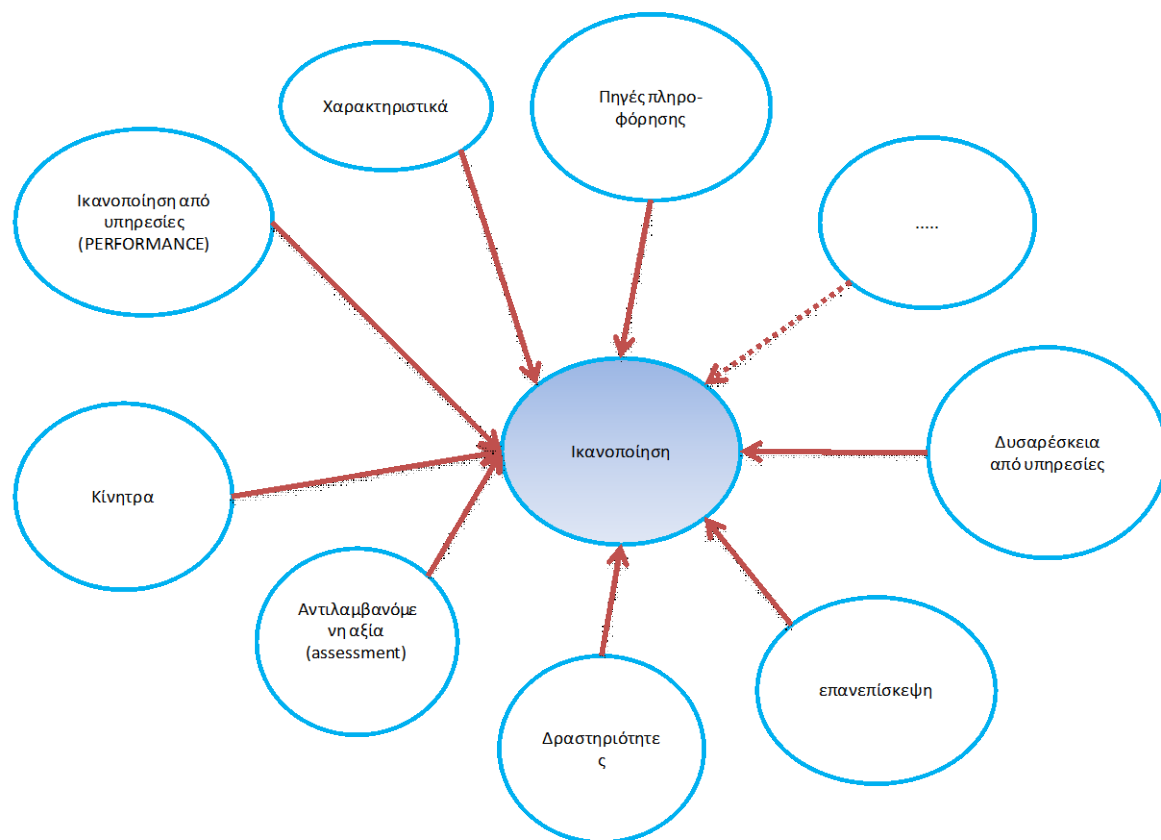 Χαρακτηριστικά
Πηγές πληρο-
φόρησης
Ικανοποίηση από
υπηρεσίες
(PERFORMANCE)
.....
Ικανοποίηση
Δυσαρέσκεια
από υπηρεσίες
Κίνητρα
Αντιλαμβανόμε
νη αξία
(assessment)
επανεπίσκεψη
Δραστηριότητε
ς